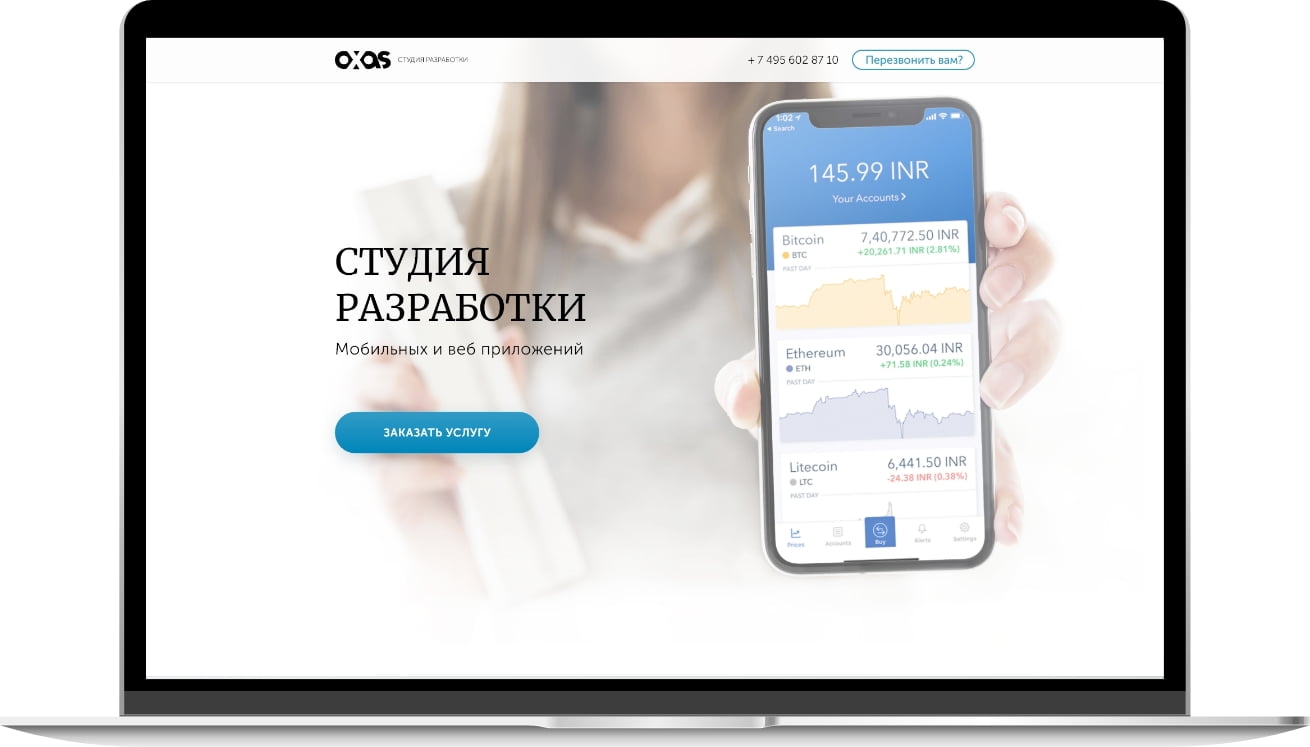 OXAS СТУДИЯ РАЗРАБОТКИ
+ 7 495 602 87 10
Перезвонить вам?
СТУДИЯ
РАЗРАБОТКИ
Мобильных и веб приложений
ЗАКАЗАТЬ УСЛУГУ
1:02
Search
145.99 INR
Your Accounts
Bitcoin 7,40,772.50 INR
BTC +20,261.71 INR (2.81%)
PAST DAY
Ethereum 30,056.04 INR
ETH +71.58 INR (0.24%)
PAST DAY
Litecoin 6,441.50 INR
LTC -24.38 INR (0.38%)
PAST DAY
Prices Accounts Buy Alerts Settings